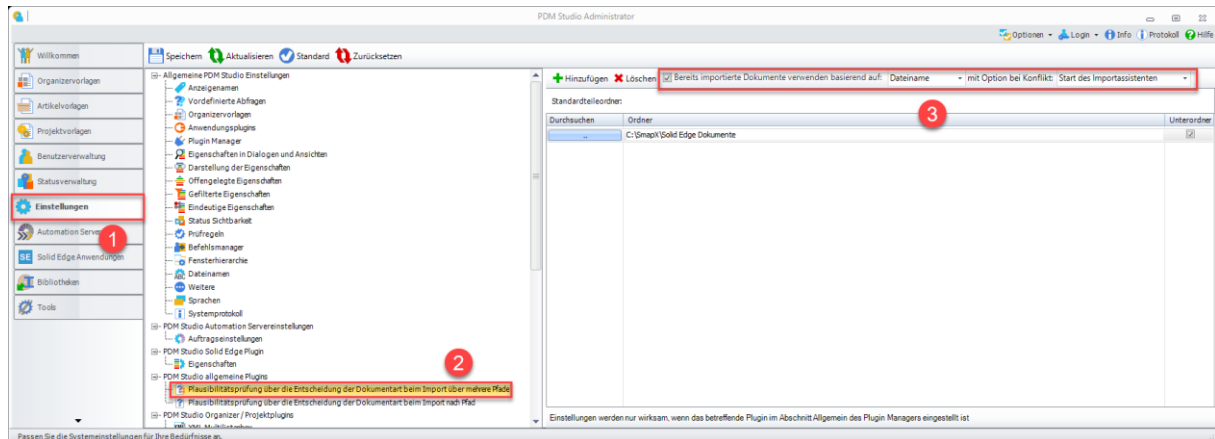 PDM Studio Administrator
Optionen Login Info Protokoll Hilfe
Willkommen
Organizervorlagen
Artikelvorlagen
Projektvorlagen
Benutzerverwaltung
Statusverwaltung
Einstellungen
1
Automation Serve
Solid Edge Anwendungen
Bibliotheken
Tools
Speichern Aktualisieren Standard Zurücksetzen
Allgemeine PDM Studio Einstellungen
Anzeigenamen
Vordefinierte Abfragen
Organizervorlagen
Anwendungsplugins
Plugin Manager
Eigenschaften in Dialogen und Ansichten
Darstellung der Eigenschaften
Offengelegte Eigenschaften
Gefilterte Eigenschaften
Eindeutige Eigenschaften
Status Sichtbarkeit
Prüfregeln
Befehlsmanager
Fensterhierarchie
Dateinamen
Weitere
Sprachen
Systemprotokoll
PDM Studio Automation Servereinstellungen
Auftragseinstellungen
PDM Studio Solid Edge Plugin
Eigenschaften
2
PDM Studio allgemeine Plugins
Plausibilitätsprüfung über die Entscheidung der Dokumentart beim Import über mehrere Pfade
Plausibilitätsprüfung über die Entscheidung der Dokumentart beim Import nach Pfad
PDM Studio Organizer / Projektplugins
Hinzufügen Löschen Bereits importierte Dokumente verwenden basierend auf: Dateiname mit Option bei Konflikt: Start des Importassistenten
3
Standardteileordner:
Durchsuchen Ordner Unterordner
.. C:\SmapX\Solid Edge Dokumente
Einstellungen werden nur wirksam, wenn das betreffende Plugin im Abschnitt Allgemein des Plugin Managers eingestellt ist
Passen Sie die Systemeinstellungen für Ihre Bedürfnisse an.